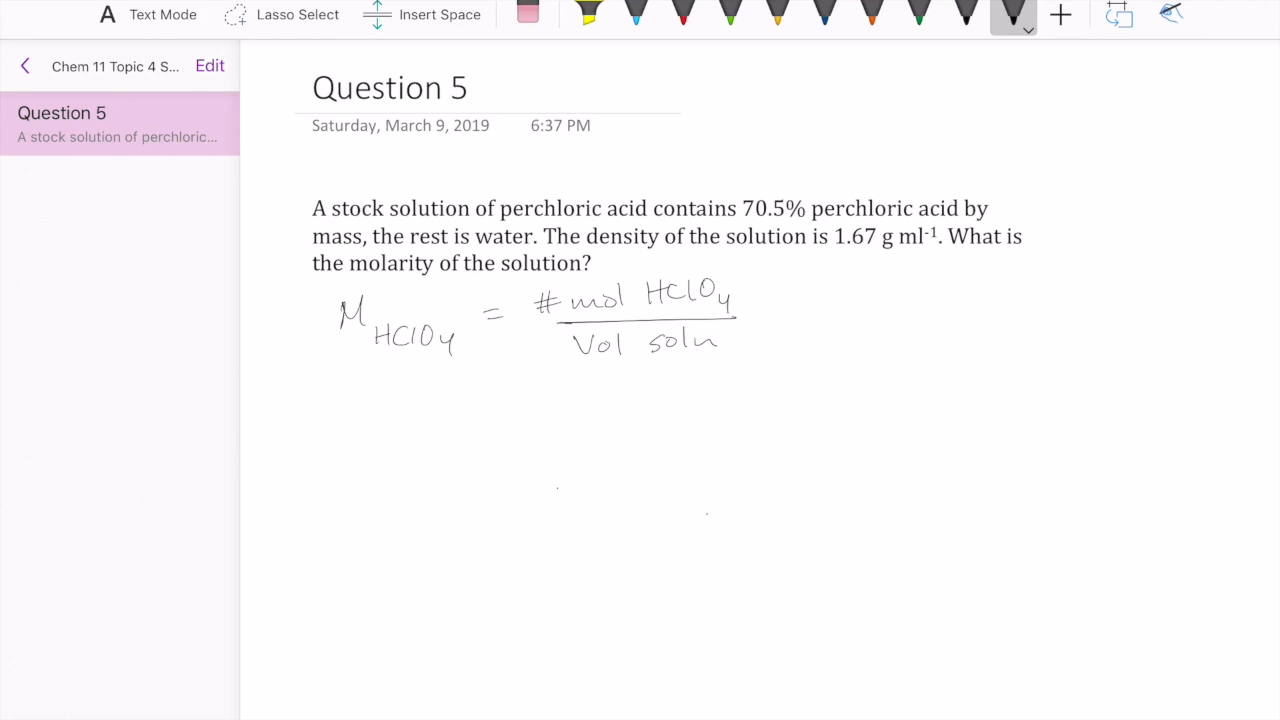 A Text Mode Lasso Select Insert Space
Chem 11 Topic 4 S... Edit
Question 5
A stock solution of perchloric...
Question 5
Saturday, March 9, 2019 6:37 PM
A stock solution of perchloric acid contains 70.5% perchloric acid by
mass, the rest is water. The density of the solution is 1.67 g ml⁻¹. What is
the molarity of the solution?
M HClO4 = # mol HClO4
Vol soln